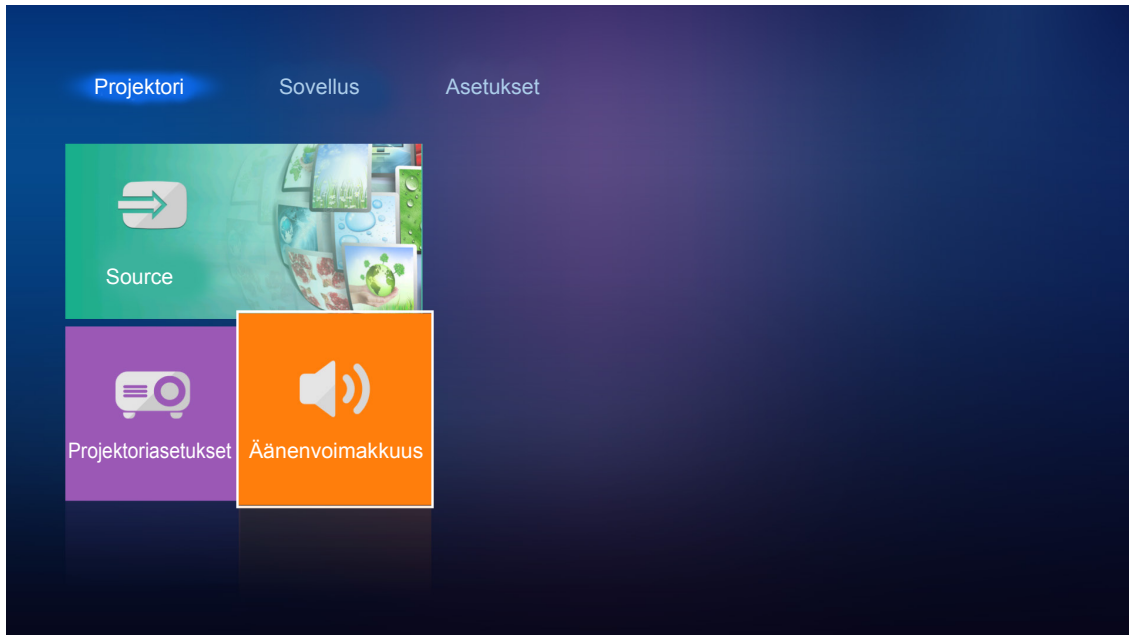 Projektori
Sovellus
Asetukset
Source
Projektoriasetukset
Äänenvoimakkuus